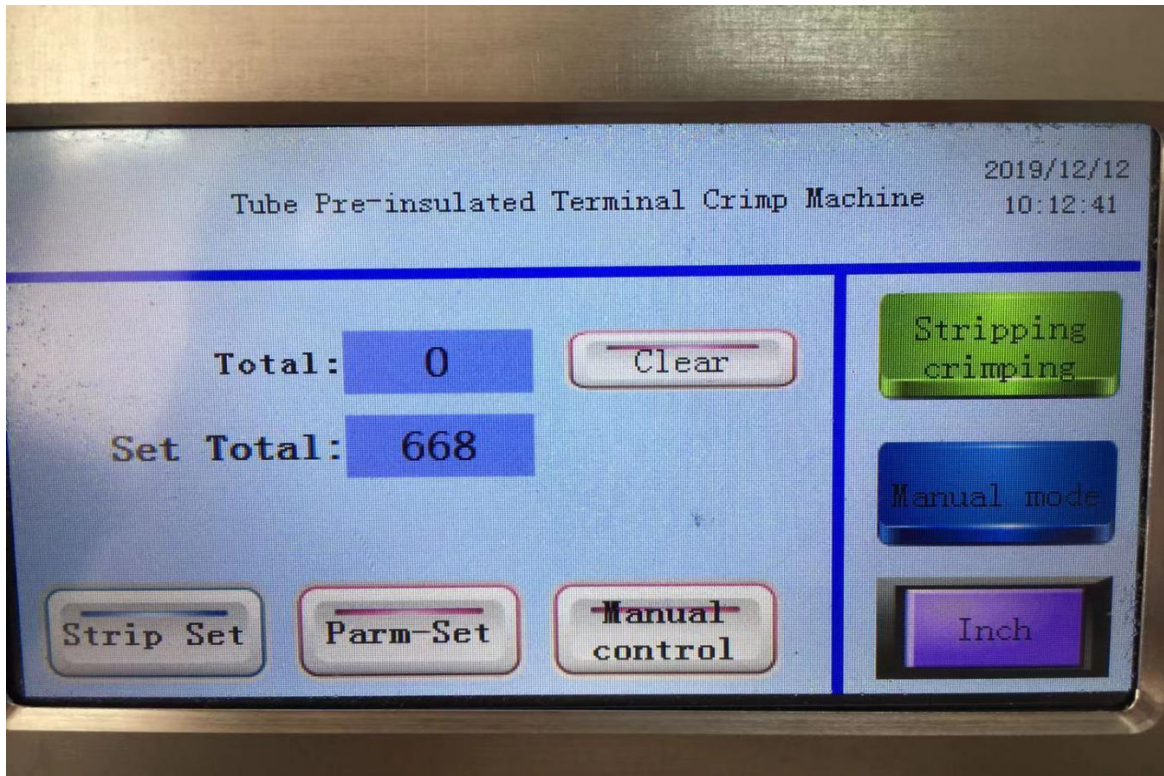 2019/12/12
Tube Pre-insulated Terminal Crimp Machine
10:12:41
Total: 0
Clear
Set Total: 668
Stripping
crimping
Manual mode
Strip Set
Parm-Set
Manual
control
Inch